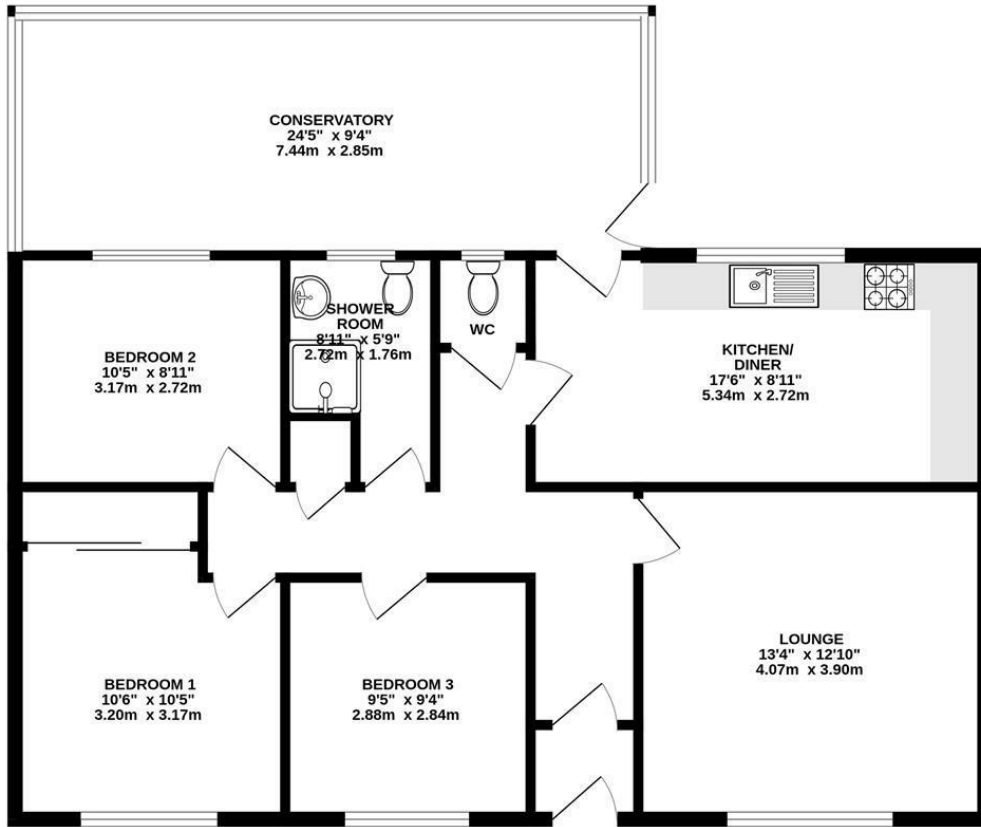 CONSERVATORY
24'5" x 9'4"
7.44m x 2.85m
SHOWER
ROOM
8'11" x 5'9"
2.72m x 1.76m
WC
BEDROOM 2
10'5" x 8'11"
3.17m x 2.72m
KITCHEN/
DINER
17'6" x 8'11"
5.34m x 2.72m
LOUNGE
13'4" x 12'10"
4.07m x 3.90m
BEDROOM 1
10'6" x 10'5"
3.20m x 3.17m
BEDROOM 3
9'5" x 9'4"
2.88m x 2.84m